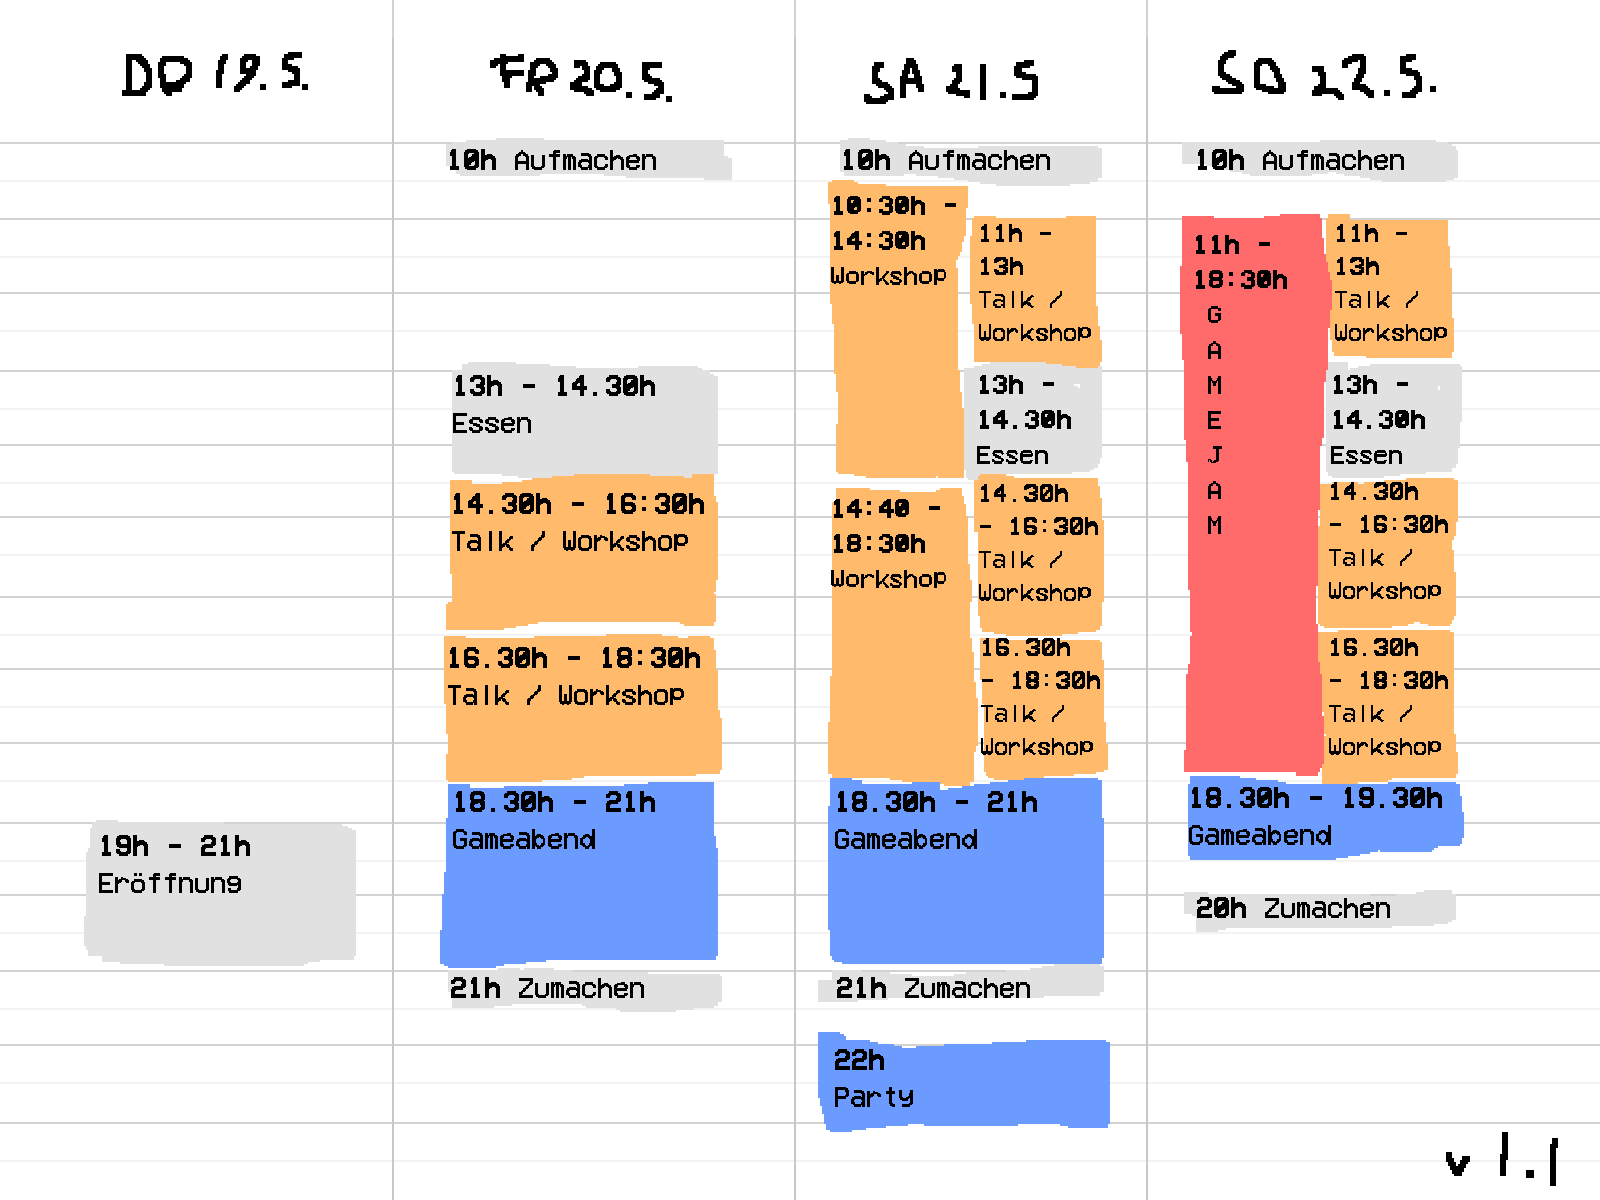 DO 19.5.
19h - 21h
Eröffnung
FR 20.5.
10h Aufmachen
13h - 14.30h
Essen
14.30h - 16:30h
Talk / Workshop
16.30h - 18:30h
Talk / Workshop
18.30h - 21h
Gameabend
21h Zumachen
SA 21.5
10h Aufmachen
10:30h -
14:30h
Workshop
14:40 -
18:30h
Workshop
11h -
13h
Talk /
Workshop
13h -
14.30h
Essen
14.30h
- 16:30h
Talk /
Workshop
16.30h
- 18:30h
Talk /
Workshop
18.30h - 21h
Gameabend
21h Zumachen
22h
Party
SO 22.5.
10h Aufmachen
11h -
18:30h
G
A
M
E
J
A
M
11h -
13h
Talk /
Workshop
13h -
14.30h
Essen
14.30h
- 16:30h
Talk /
Workshop
16.30h
- 18:30h
Talk /
Workshop
18.30h - 19.30h
Gameabend
20h Zumachen
v 1.1